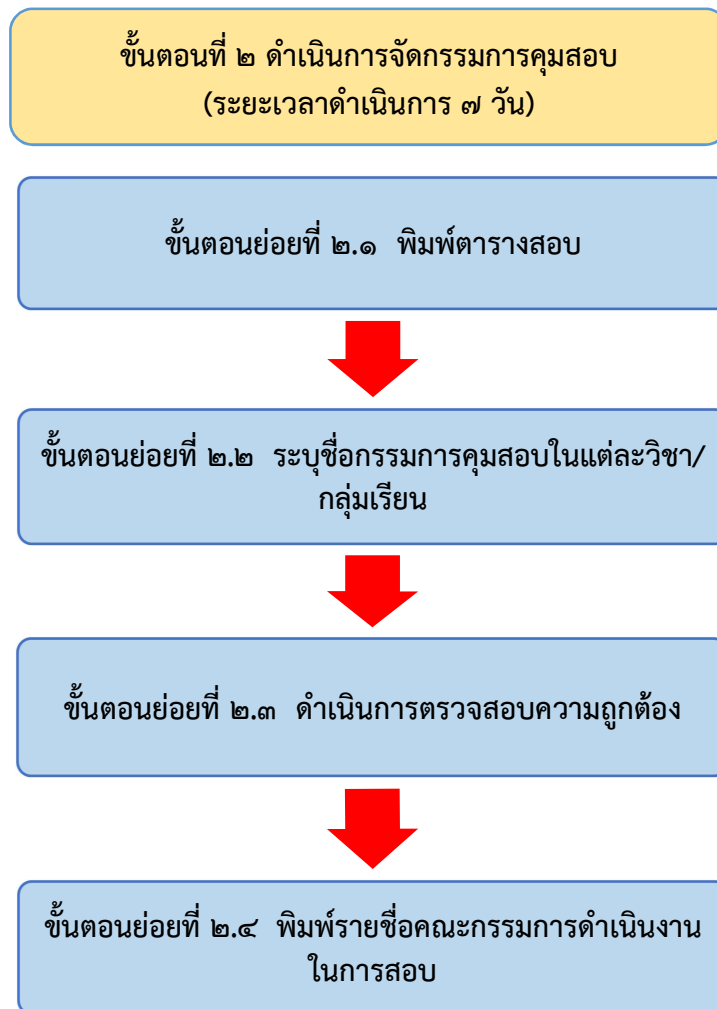 ขั้นตอนที่ ๒ ดำเนินการจัดกรรมการคุมสอบ
(ระยะเวลาดำเนินการ ๗ วัน)
ขั้นตอนย่อยที่ ๒.๑ พิมพ์ตารางสอบ
ขั้นตอนย่อยที่ ๒.๒ ระบุชื่อกรรมการคุมสอบในแต่ละวิชา/
กลุ่มเรียน
ขั้นตอนย่อยที่ ๒.๓ ดำเนินการตรวจสอบความถูกต้อง
ขั้นตอนย่อยที่ ๒.๔ พิมพ์รายชื่อคณะกรรมการดำเนินงาน
ในการสอบ